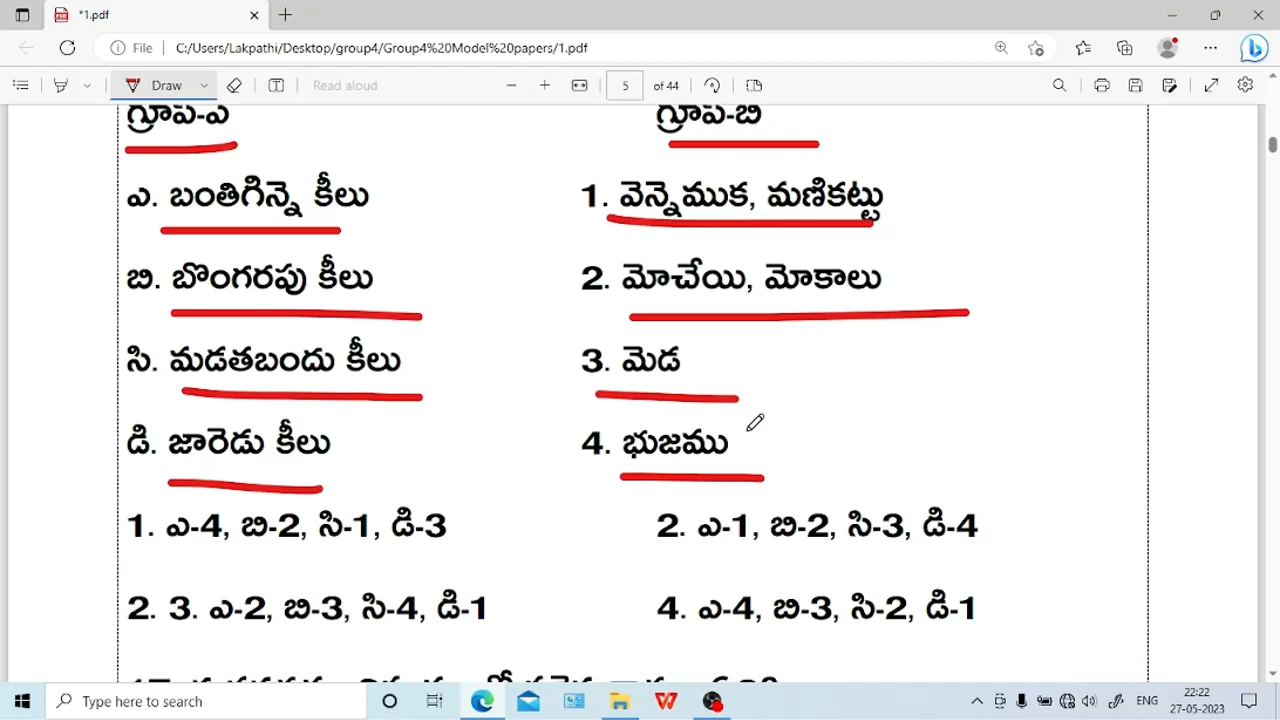 *1.pdf
File C:/Users/Lakpathi/Desktop/group4/Group4%20Model%20papers/1.pdf
Draw Read aloud 5 of 44
గ్రూప్-ఎ గ్రూప్-బి
ఎ. బంతిగిన్నె కీలు 1. వెన్నెముక, మణికట్టు
బి. బొంగరపు కీలు 2. మోచేయి, మోకాలు
సి. మడతబందు కీలు 3. మెడ
డి. జారెడు కీలు 4. భుజము
1. ఎ-4, బి-2, సి-1, డి-3 2. ఎ-1, బి-2, సి-3, డి-4
2. 3. ఎ-2, బి-3, సి-4, డి-1 4. ఎ-4, బి-3, సి-2, డి-1
Type here to search ENG 22:22
27-05-2023